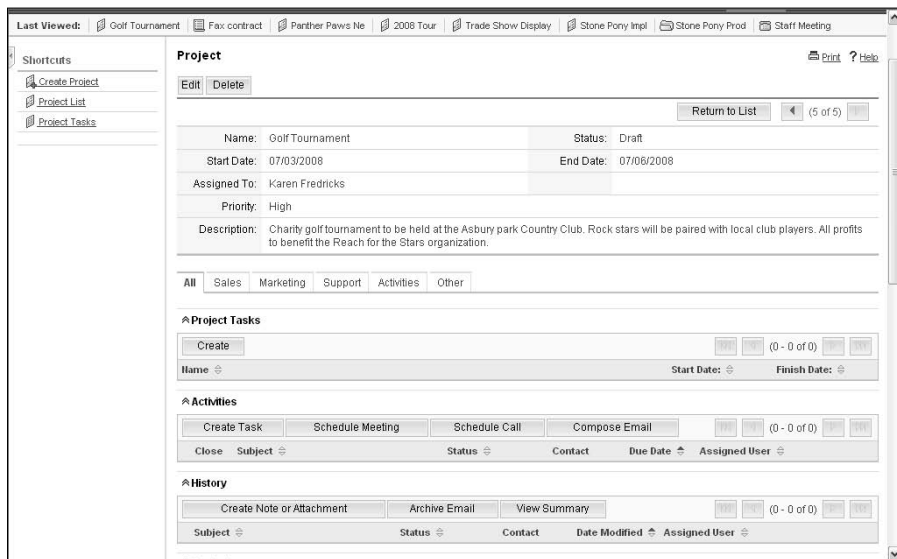 Last Viewed: Golf Tournament Fax contract Panther Paws Ne 2008 Tour Trade Show Display Stone Pony Impl Stone Pony Prod Staff Meeting
Shortcuts
Create Project
Project List
Project Tasks
Project
Print ? Help
Edit Delete
Return to List (5 of 5)
Name: Golf Tournament Status: Draft
Start Date: 07/03/2008 End Date: 07/06/2008
Assigned To: Karen Fredricks
Priority: High
Description: Charity golf tournament to be held at the Asbury park Country Club. Rock stars will be paired with local club players. All profits
to benefit the Reach for the Stars organization.
All Sales Marketing Support Activities Other
Project Tasks
Create (0 - 0 of 0)
Name Start Date: Finish Date:
Activities
Create Task Schedule Meeting Schedule Call Compose Email (0 - 0 of 0)
Close Subject Status Contact Due Date Assigned User
History
Create Note or Attachment Archive Email View Summary (0 - 0 of 0)
Subject Status Contact Date Modified Assigned User